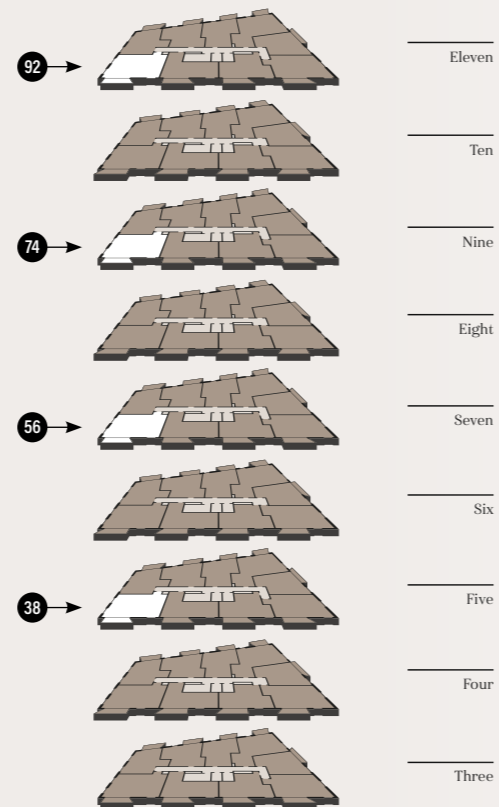 92
Eleven
Ten
74
Nine
Eight
56
Seven
Six
38
Five
Four
Three